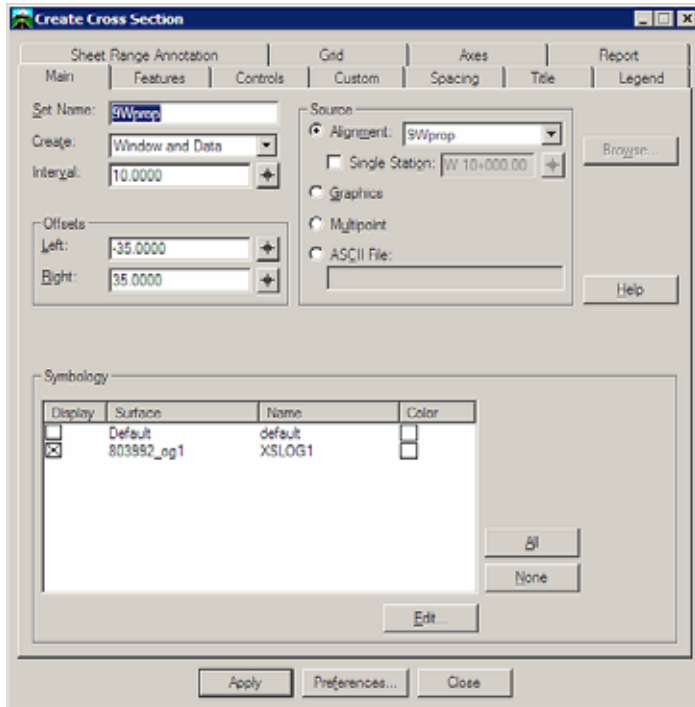 Create Cross Section
Sheet Range Annotation Grid Axes Report
Main Features Controls Custom Spacing Title Legend
Set Name: 9Wprop
Create: Window and Data
Interval: 10.0000
Offsets
Left: -35.0000
Right: 35.0000
Source
Alignment: 9Wprop
Single Station: W 10+000.00
Graphics
Multipoint
ASCII File:
Browse...
Help
Symbology
Display Surface Name Color
Default default
803992_og1 XSLOG1
All
None
Edit...
Apply Preferences... Close